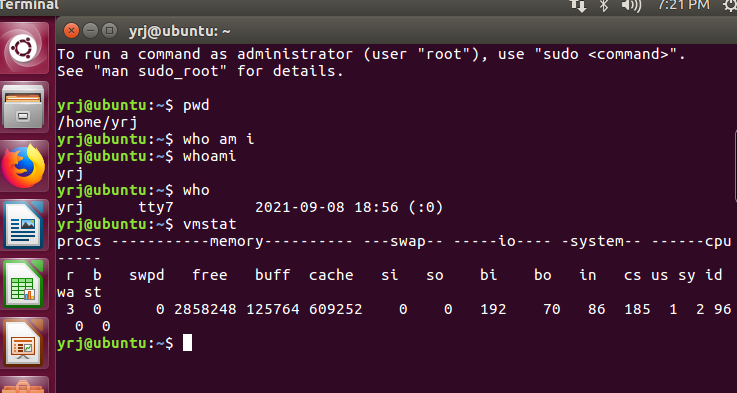 Terminal
7:21 PM
yrj@ubuntu: ~
To run a command as administrator (user "root"), use "sudo <command>".
See "man sudo_root" for details.
yrj@ubuntu:~$ pwd
/home/yrj
yrj@ubuntu:~$ who am i
yrj@ubuntu:~$ whoami
yrj
yrj@ubuntu:~$ who
yrj      tty7         2021-09-08 18:56 (:0)
yrj@ubuntu:~$ vmstat
procs -----------memory---------- ---swap-- -----io---- -system-- ------cpu
-----
 r  b   swpd   free   buff  cache   si   so    bi    bo   in   cs us sy id
wa st
 3  0      0 2858248 125764 609252    0    0   192    70   86  185  1  2 96
  0  0
yrj@ubuntu:~$